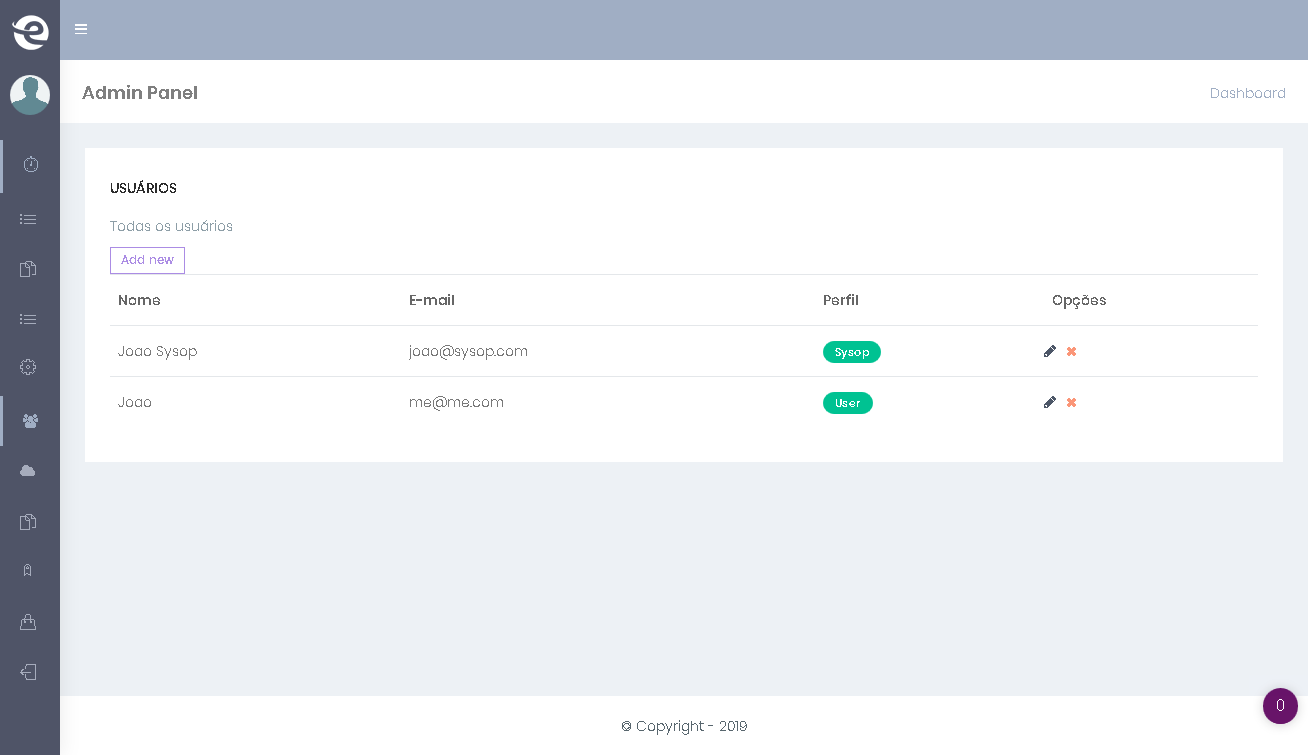 Admin Panel
Dashboard
USUÁRIOS
Todas os usuários
Add new
Nome E-mail Perfil Opções
Joao Sysop joao@sysop.com Sysop
Joao me@me.com User
0
© Copyright - 2019